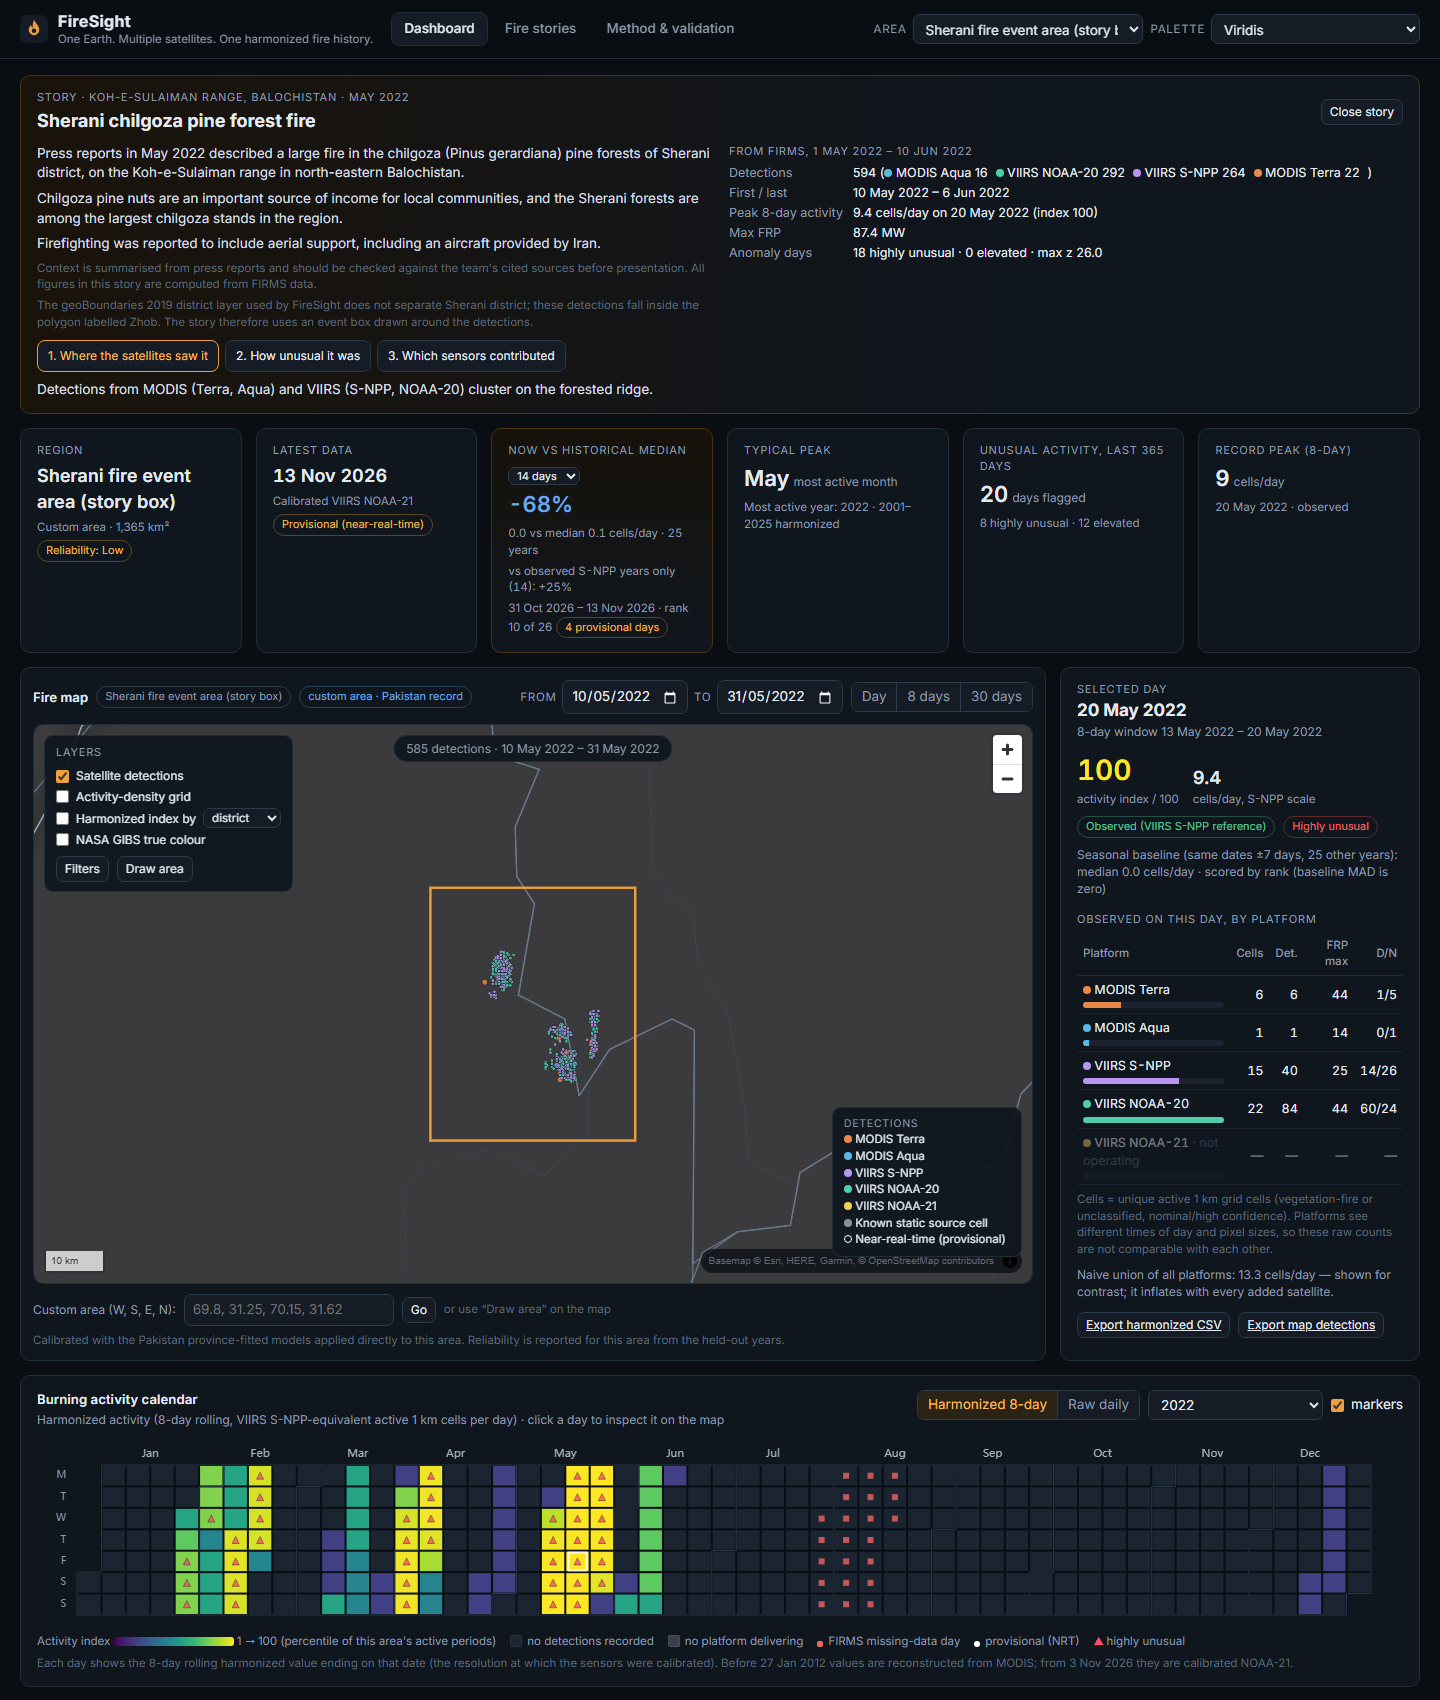 FireSight
One Earth. Multiple satellites. One harmonized fire history.
Dashboard
Fire stories
Method & validation
AREA
Sherani fire event area (story b
PALETTE
Viridis
STORY · KOH-E-SULAIMAN RANGE, BALOCHISTAN · MAY 2022
Sherani chilgoza pine forest fire
Close story
Press reports in May 2022 described a large fire in the chilgoza (Pinus gerardiana) pine forests of Sherani
district, on the Koh-e-Sulaiman range in north-eastern Balochistan.
Chilgoza pine nuts are an important source of income for local communities, and the Sherani forests are
among the largest chilgoza stands in the region.
Firefighting was reported to include aerial support, including an aircraft provided by Iran.
Context is summarised from press reports and should be checked against the team's cited sources before presentation. All
figures in this story are computed from FIRMS data.
The geoBoundaries 2019 district layer used by FireSight does not separate Sherani district; these detections fall inside the
polygon labelled Zhob. The story therefore uses an event box drawn around the detections.
FROM FIRMS, 1 MAY 2022 – 10 JUN 2022
Detections 594 (MODIS Aqua 16 VIIRS NOAA-20 292 VIIRS S-NPP 264 MODIS Terra 22 )
First / last 10 May 2022 – 6 Jun 2022
Peak 8-day activity 9.4 cells/day on 20 May 2022 (index 100)
Max FRP 87.4 MW
Anomaly days 18 highly unusual · 0 elevated · max z 26.0
1. Where the satellites saw it
2. How unusual it was
3. Which sensors contributed
Detections from MODIS (Terra, Aqua) and VIIRS (S-NPP, NOAA-20) cluster on the forested ridge.
REGION
Sherani fire event
area (story box)
Custom area · 1,365 km²
Reliability: Low
LATEST DATA
13 Nov 2026
Calibrated VIIRS NOAA-21
Provisional (near-real-time)
NOW VS HISTORICAL MEDIAN
14 days
-68%
0.0 vs median 0.1 cells/day · 25
years
vs observed S-NPP years only
(14): +25%
31 Oct 2026 – 13 Nov 2026 · rank
10 of 26 4 provisional days
TYPICAL PEAK
May most active month
Most active year: 2022 · 2001–
2025 harmonized
UNUSUAL ACTIVITY, LAST 365
DAYS
20 days flagged
8 highly unusual · 12 elevated
RECORD PEAK (8-DAY)
9 cells/day
20 May 2022 · observed
Fire map
Sherani fire event area (story box)
custom area · Pakistan record
FROM 10/05/2022 TO 31/05/2022
Day
8 days
30 days
LAYERS
Satellite detections
Activity-density grid
Harmonized index by district
NASA GIBS true colour
Filters
Draw area
585 detections · 10 May 2022 – 31 May 2022
+
−
DETECTIONS
MODIS Terra
MODIS Aqua
VIIRS S-NPP
VIIRS NOAA-20
VIIRS NOAA-21
Known static source cell
Near-real-time (provisional)
10 km
Basemap © Esri, HERE, Garmin, © OpenStreetMap contributors
Custom area (W, S, E, N): 69.8, 31.25, 70.15, 31.62 Go or use “Draw area” on the map
Calibrated with the Pakistan province-fitted models applied directly to this area. Reliability is reported for this area from the held-out years.
SELECTED DAY
20 May 2022
8-day window 13 May 2022 – 20 May 2022
100 9.4
activity index / 100 cells/day, S-NPP scale
Observed (VIIRS S-NPP reference)
Highly unusual
Seasonal baseline (same dates ±7 days, 25 other years):
median 0.0 cells/day · scored by rank (baseline MAD is
zero)
OBSERVED ON THIS DAY, BY PLATFORM
Platform Cells Det. FRP max D/N
MODIS Terra 6 6 44 1/5
MODIS Aqua 1 1 14 0/1
VIIRS S-NPP 15 40 25 14/26
VIIRS NOAA-20 22 84 44 60/24
VIIRS NOAA-21 · not
operating — — — —
Cells = unique active 1 km grid cells (vegetation-fire or
unclassified, nominal/high confidence). Platforms see
different times of day and pixel sizes, so these raw counts
are not comparable with each other.
Naive union of all platforms: 13.3 cells/day — shown for
contrast; it inflates with every added satellite.
Export harmonized CSV
Export map detections
Burning activity calendar
Harmonized activity (8-day rolling, VIIRS S-NPP-equivalent active 1 km cells per day) · click a day to inspect it on the map
Harmonized 8-day
Raw daily
2022
markers
Jan Feb Mar Apr May Jun Jul Aug Sep Oct Nov Dec
M
T
W
T
F
S
S
Activity index 1 → 100 (percentile of this area's active periods) no detections recorded no platform delivering FIRMS missing-data day provisional (NRT) highly unusual
Each day shows the 8-day rolling harmonized value ending on that date (the resolution at which the sensors were calibrated). Before 27 Jan 2012 values are reconstructed from MODIS; from 3 Nov 2026 they are calibrated NOAA-21.